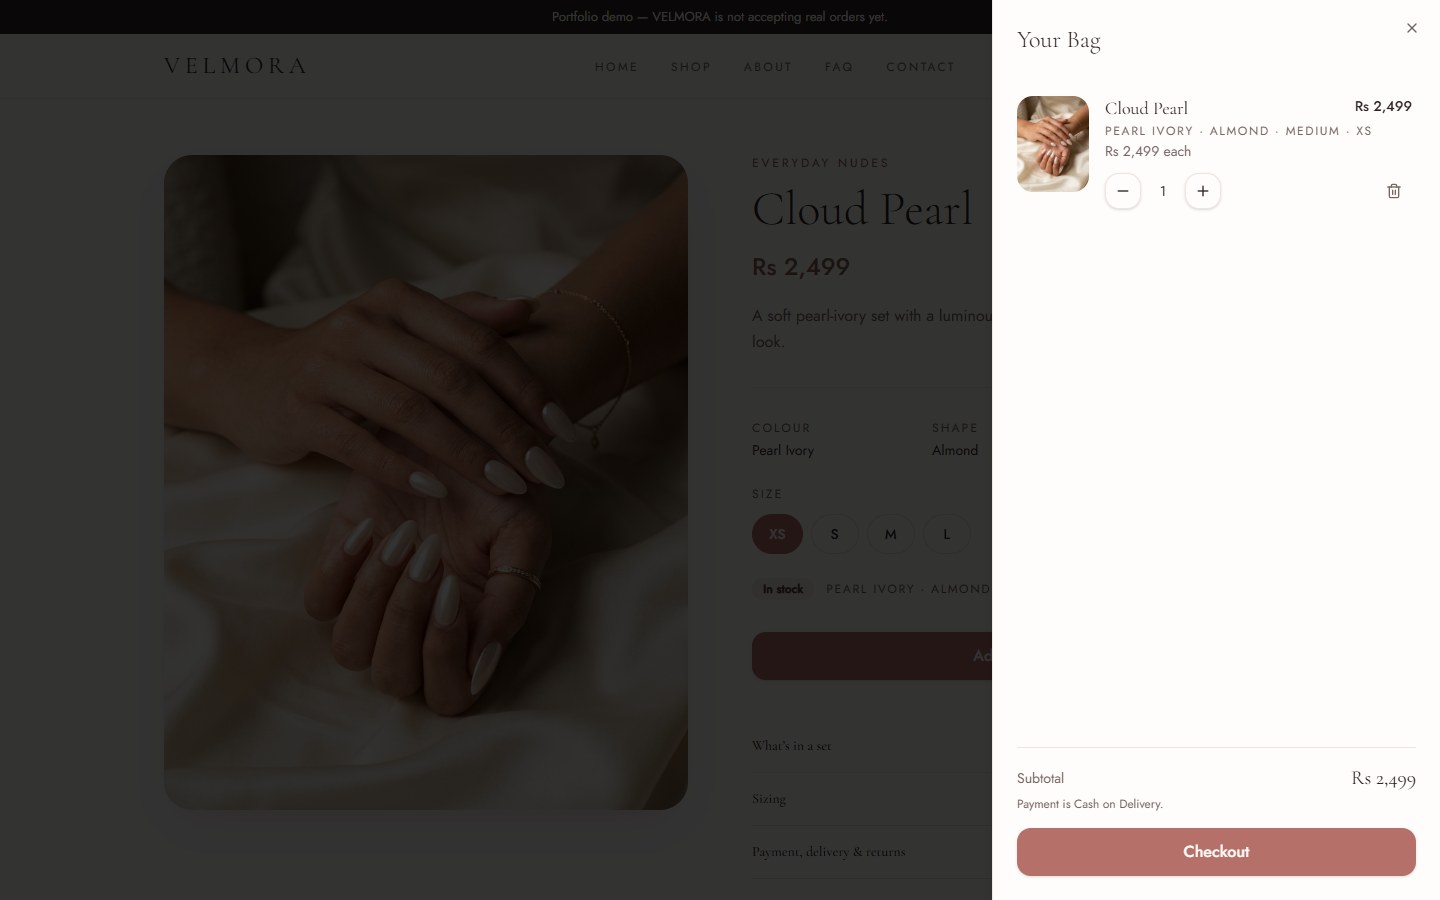 Portfolio demo — VELMORA is not accepting real orders yet.
VELMORA
HOME
SHOP
ABOUT
FAQ
CONTACT
EVERYDAY NUDES
Cloud Pearl
Rs 2,499
A soft pearl-ivory set with a luminou
look.
COLOUR
SHAPE
Pearl Ivory
Almond
SIZE
XS
S
M
L
In stock
PEARL IVORY · ALMOND
Ad
What's in a set
Sizing
Payment, delivery & returns
Your Bag
Cloud Pearl
Rs 2,499
PEARL IVORY · ALMOND · MEDIUM · XS
Rs 2,499 each
1
Subtotal
Rs 2,499
Payment is Cash on Delivery.
Checkout